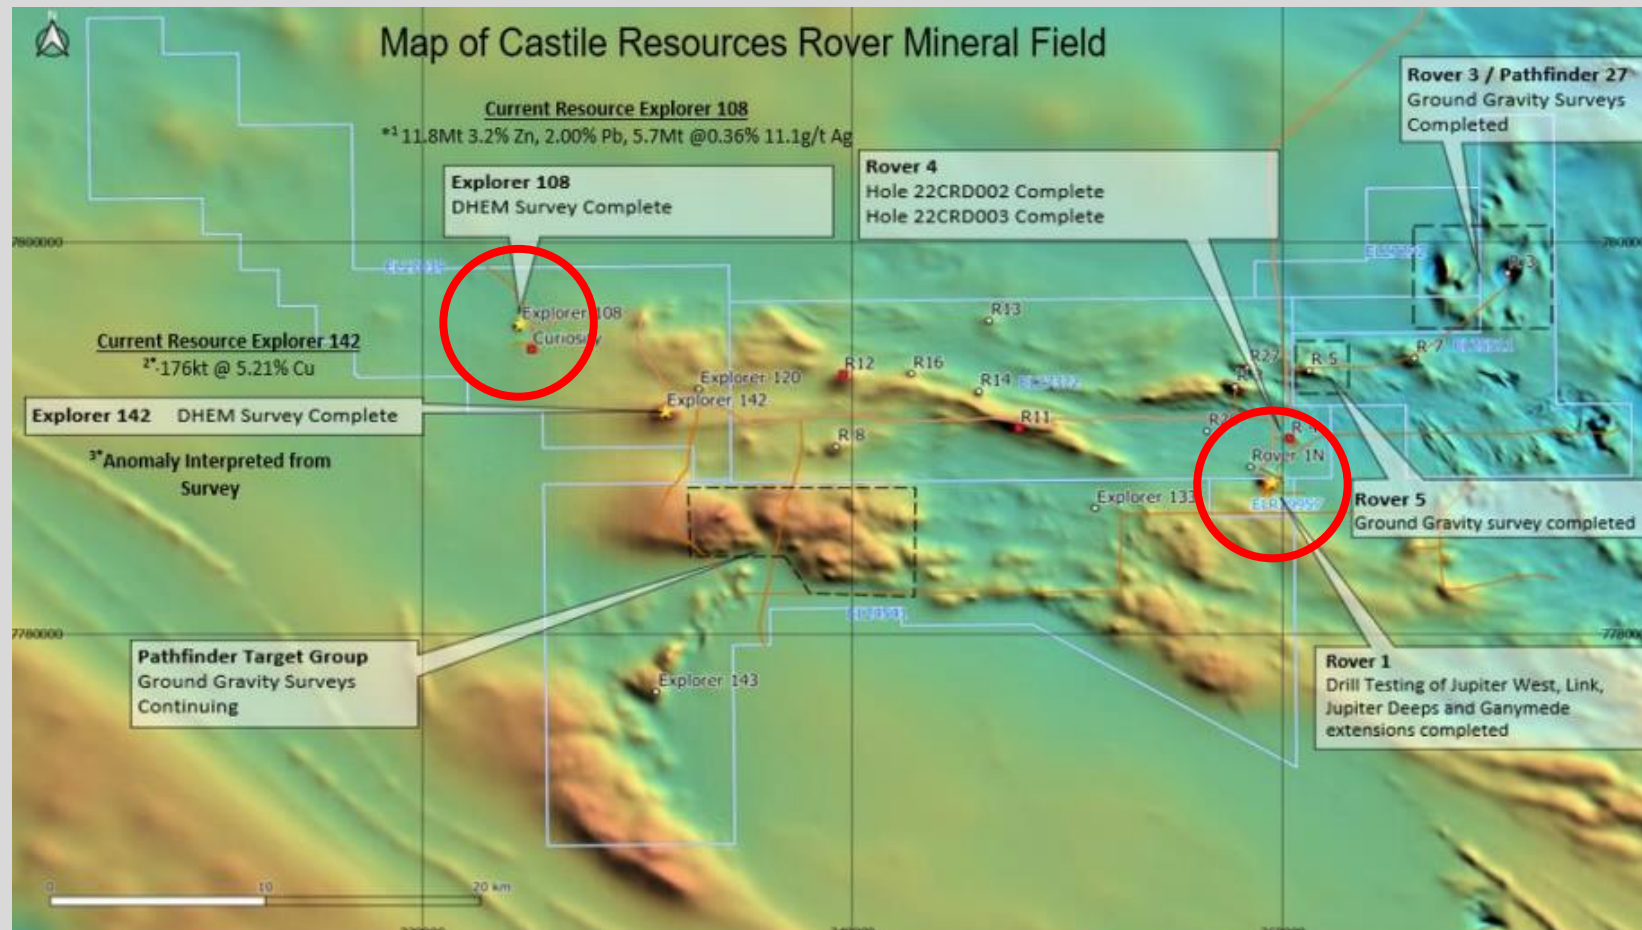 N
Map of Castile Resources Rover Mineral Field
Current Resource Explorer 108
*¹ 11.8Mt 3.2% Zn, 2.00% Pb, 5.7Mt @0.36% 11.1g/t Ag
Explorer 108
DHEM Survey Complete
Rover 4
Hole 22CRD002 Complete
Hole 22CRD003 Complete
Rover 3 / Pathfinder 27
Ground Gravity Surveys
Completed
7800000
Explorer 108
Curiosity
R13
R 3
Current Resource Explorer 142
²*-176kt @ 5.21% Cu
Explorer 142 DHEM Survey Complete
³*Anomaly Interpreted from
Survey
Explorer 120
Explorer 142
R12
R16
R14
R11
R 8
R27
R 5
R 7
R 4
Rover 1N
Explorer 133
Rover 5
Ground Gravity survey completed
7780000
Pathfinder Target Group
Ground Gravity Surveys
Continuing
Explorer 143
Rover 1
Drill Testing of Jupiter West, Link,
Jupiter Deeps and Ganymede
extensions completed
0 10 20 km